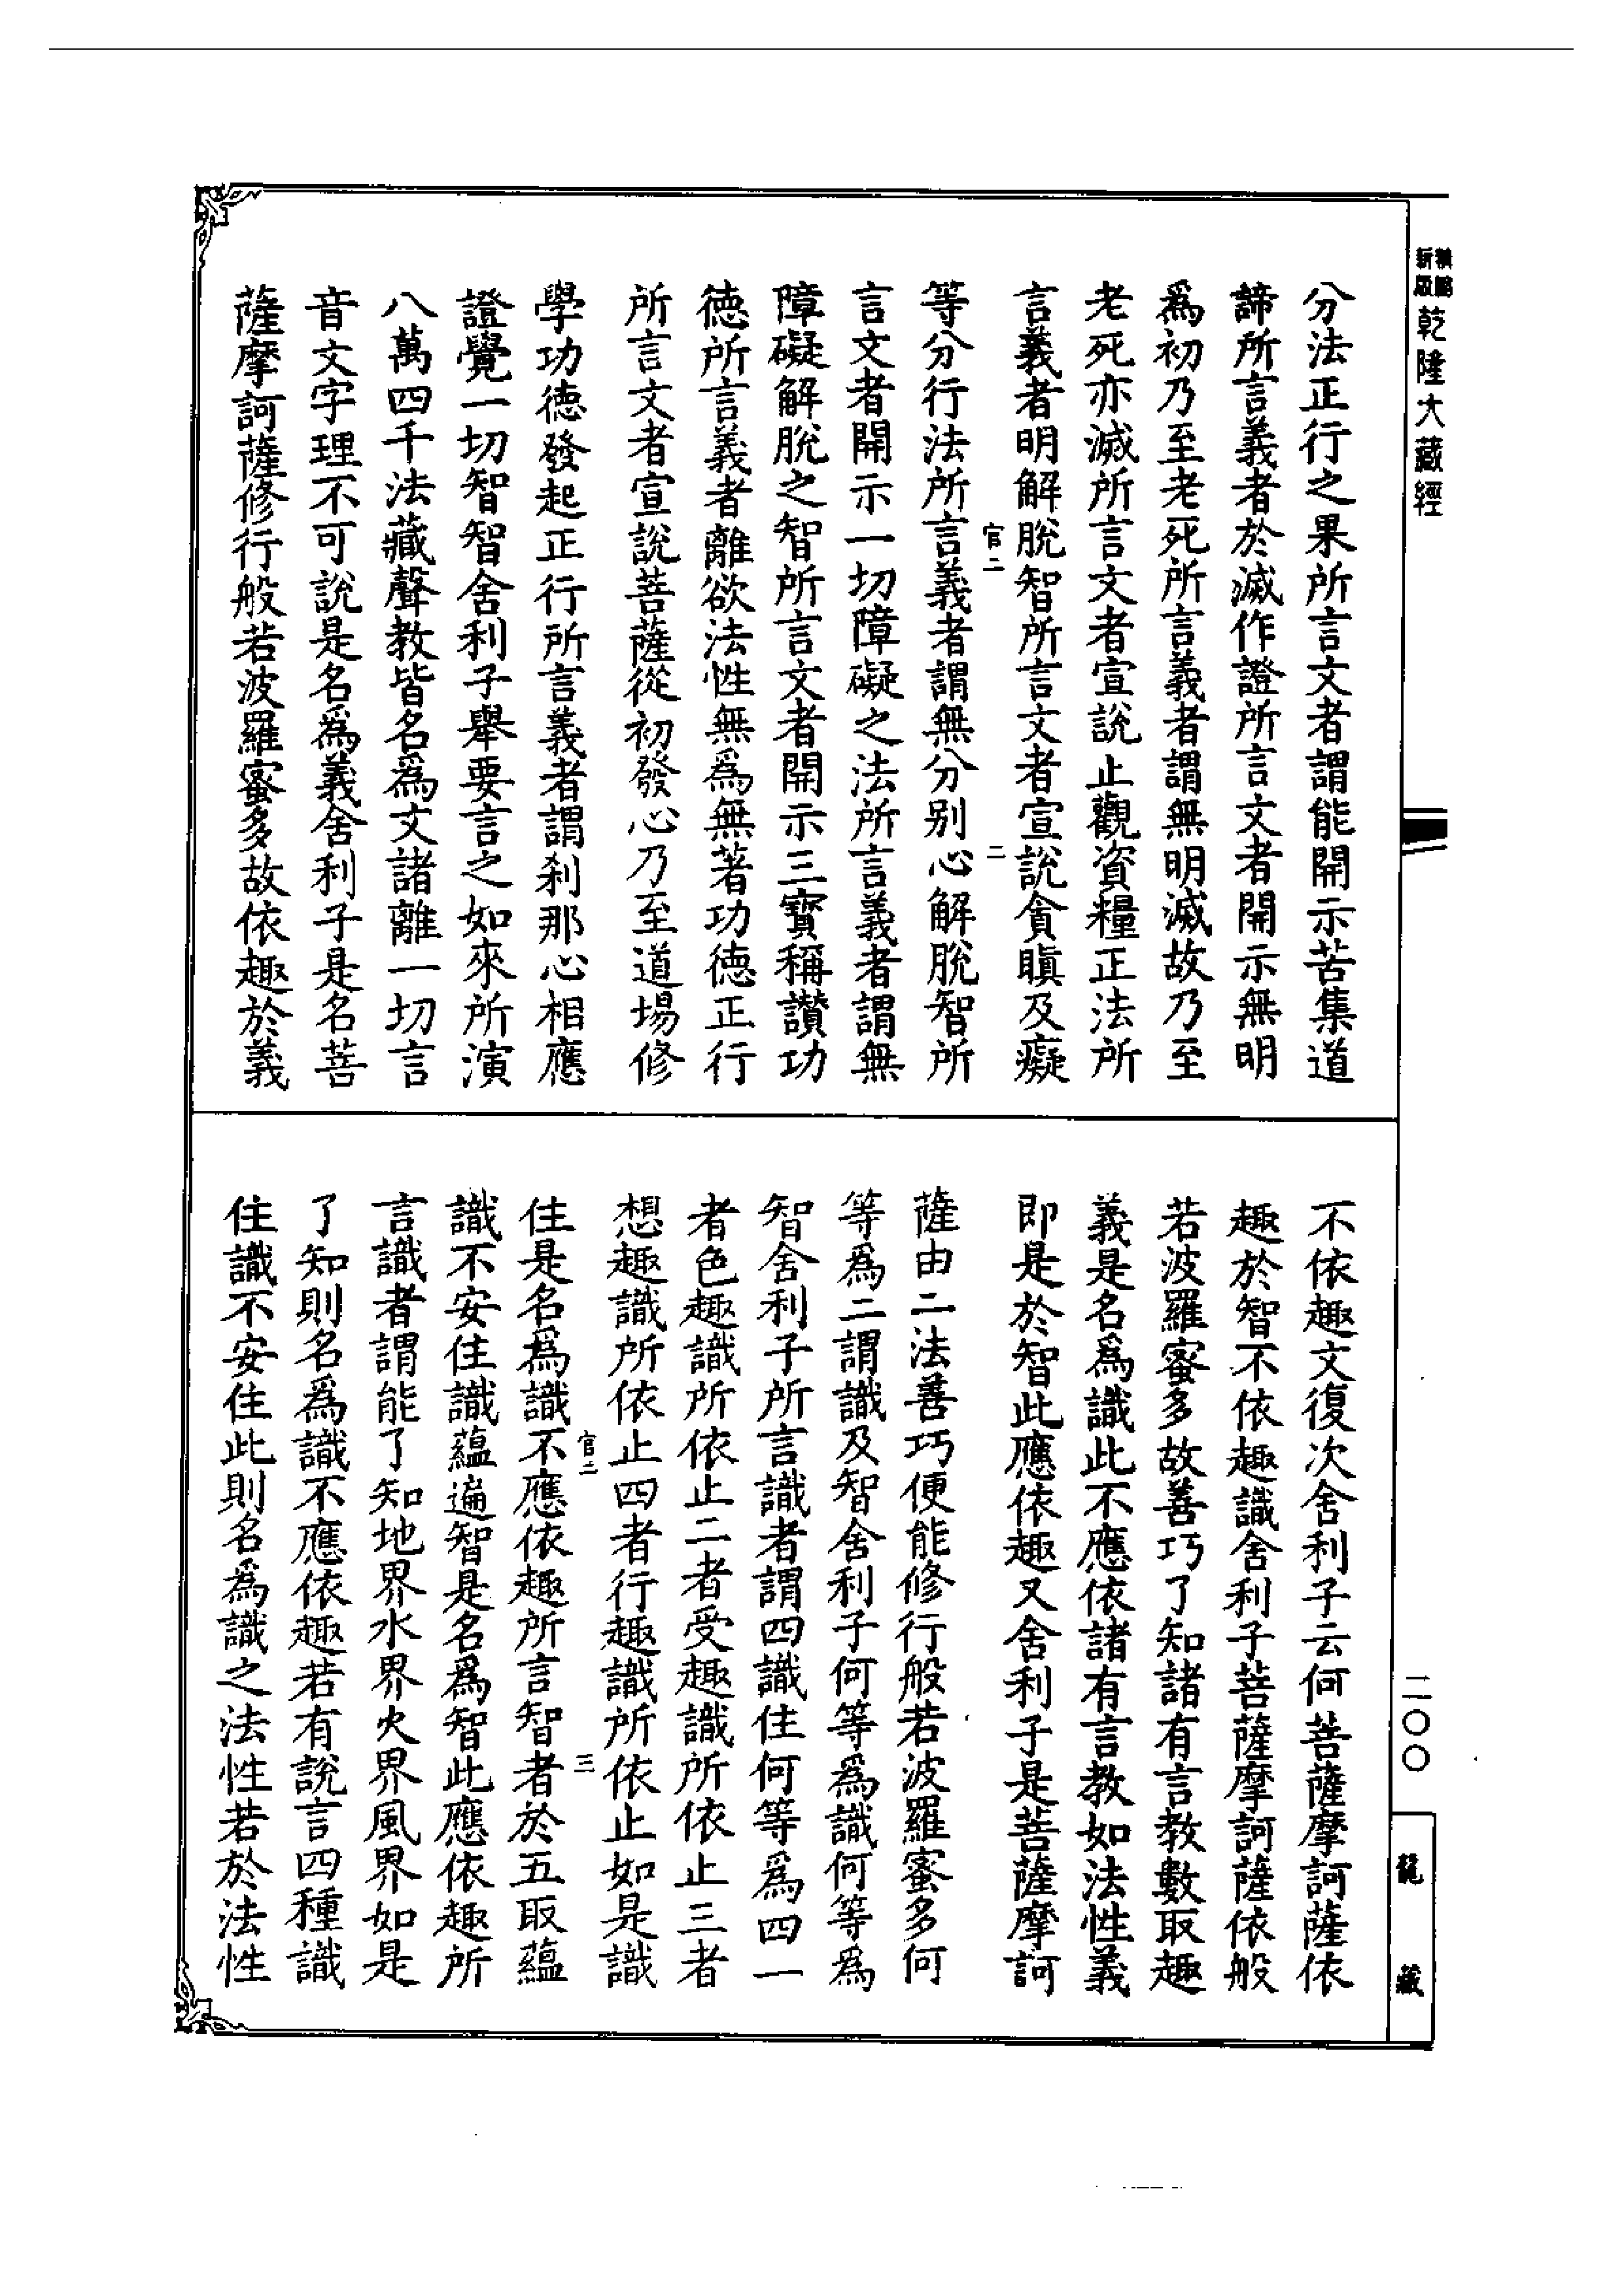 新版
乾隆大藏經
分法正行之果所言文者謂能開示苦集道
諦所言義者於滅作證所言文者開示無明
為初乃至老死所言義者謂無明滅故乃至
老死亦滅所言文者宣說止觀資糧正法所
言義者明解脫智所言文者宣說貪瞋及癡
官二
二
等分行法所言義者謂無分别心解脫智所
言文者開示一切障礙之法所言義者謂無
障礙解脫之智所言文者開示三寶稱讚功
德所言義者離欲法性無為無著功德正行
所言文者宣說菩薩從初發心乃至道場修
學功德發起正行所言義者謂刹那心相應
證覺一切智智舍利子舉要言之如來所演
八萬四千法藏聲教皆名為文諸離一切言
音文字理不可說是名為義舍利子是名菩
薩摩訶薩修行般若波羅蜜多故依趣於義
不依趣文復次舍利子云何菩薩摩訶薩依
趣於智不依趣識舍利子菩薩摩訶薩依般
若波羅蜜多故善巧了知諸有言教數取趣
義是名為識此不應依諸有言教如法性義
即是於智此應依趣又舍利子是菩薩摩訶
薩由二法善巧便能修行般若波羅蜜多何
等為二謂識及智舍利子何等為識何等為
智舍利子所言識者謂四識住何等為四一
者色趣識所依止二者受趣識所依止三者
想趣識所依止四者行趣識所依止如是識
官二
三
住是名為識不應依趣所言智者於五取蘊
識不安住識蘊遍智是名為智此應依趣所
言識者謂能了知地界水界火界風界如是
了知則名為識不應依趣若有說言四種識
住識不安住此則名為識之法性若於法性
二〇〇
龍藏